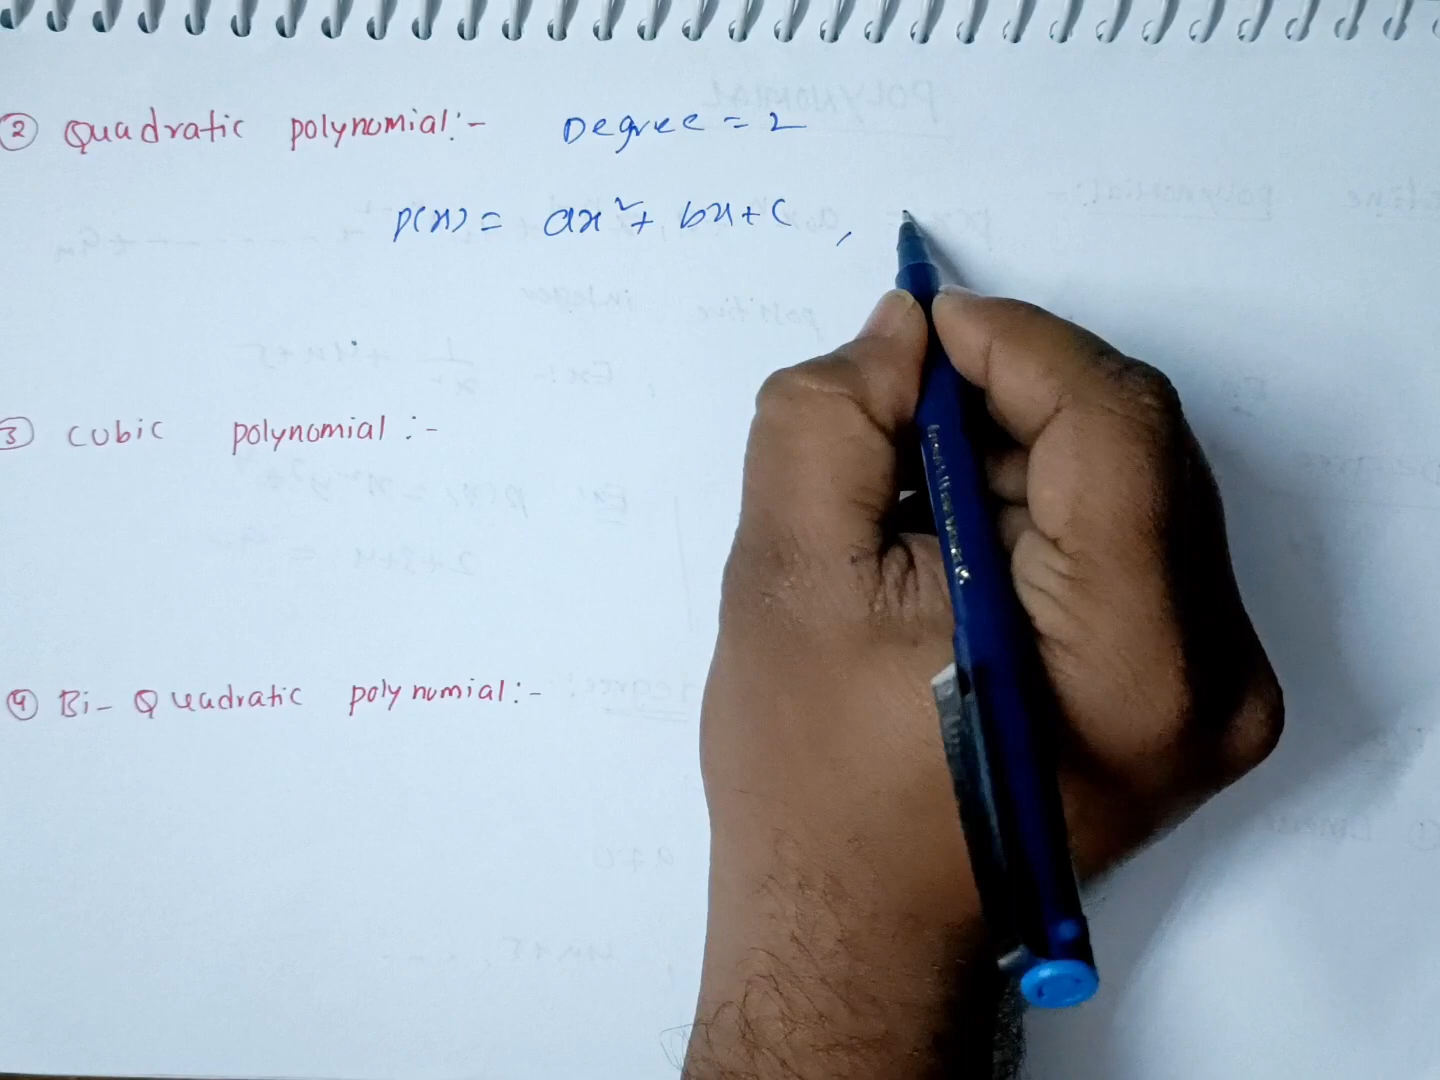 ② Quadratic polynomial:- Degree = 2
p(x) = ax²+ bx+c ,
③ cubic polynomial :-
④ Bi-Quadratic polynomial:-